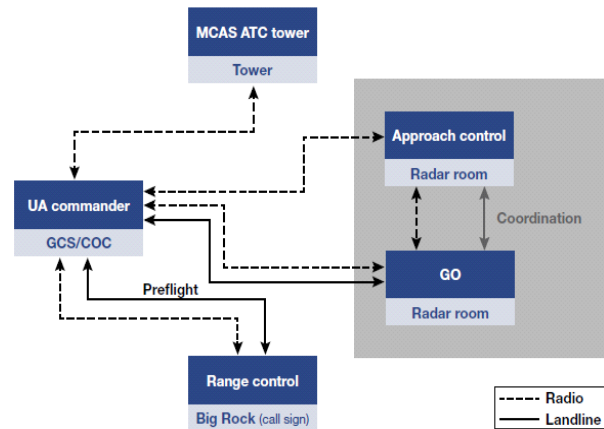 MCAS ATC tower
Tower
Approach control
Radar room
UA commander
GCS/COC
Coordination
GO
Radar room
Preflight
Range control
Big Rock (call sign)
Radio
Landline